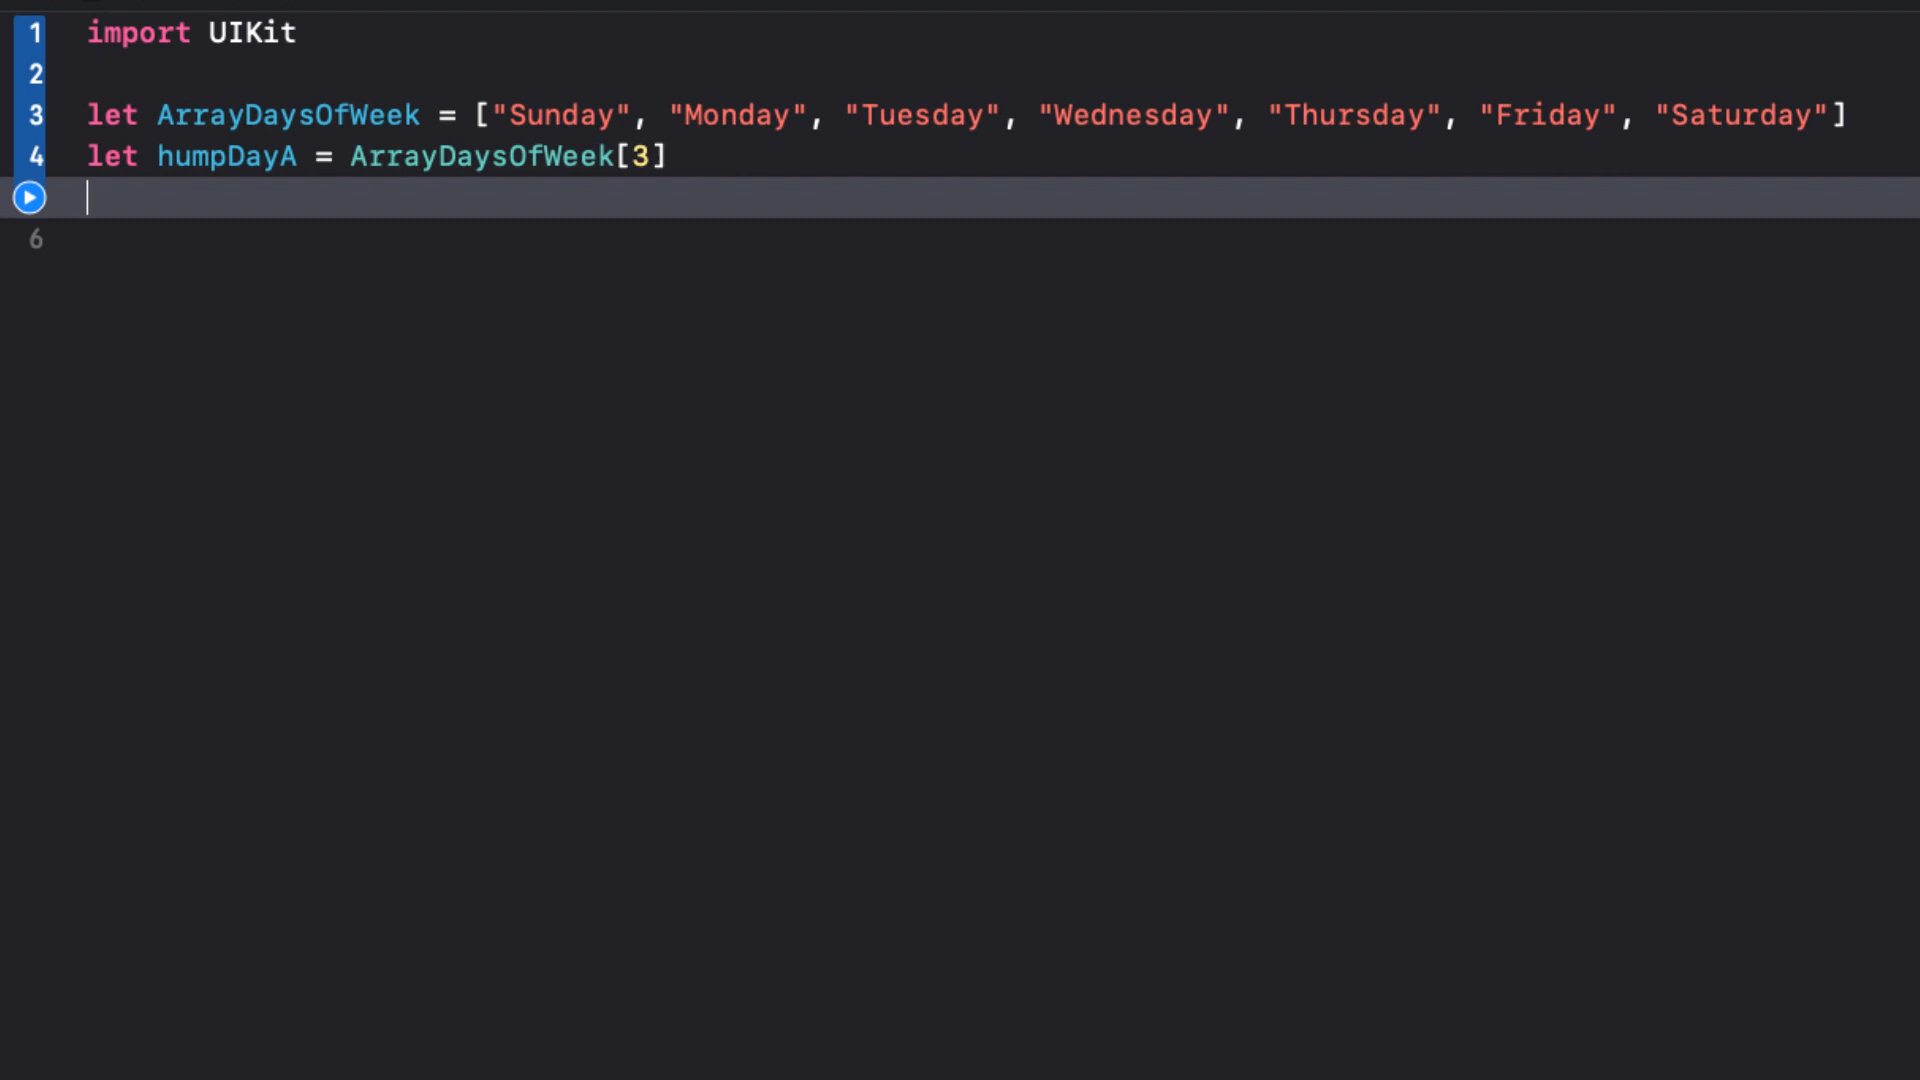 1 import UIKit
2
3 let ArrayDaysOfWeek = ["Sunday", "Monday", "Tuesday", "Wednesday", "Thursday", "Friday", "Saturday"]
4 let humpDayA = ArrayDaysOfWeek[3]
6